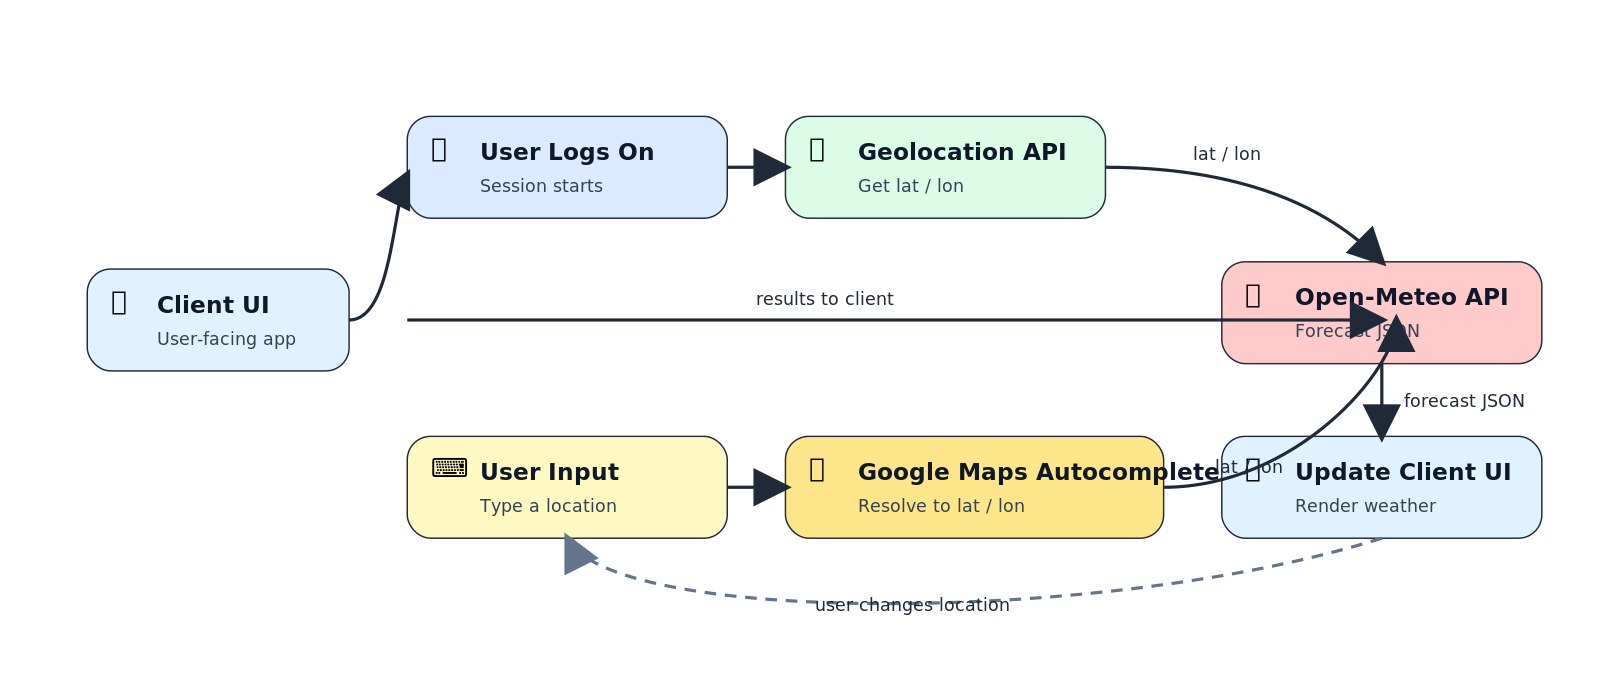 User Logs On
Session starts
Geolocation API
Get lat / lon
lat / lon
Client UI
User-facing app
results to client
Open-Meteo API
Forecast JSON
forecast JSON
User Input
Type a location
Google Maps Autocomplete
Resolve to lat / lon
lat / lon
Update Client UI
Render weather
user changes location